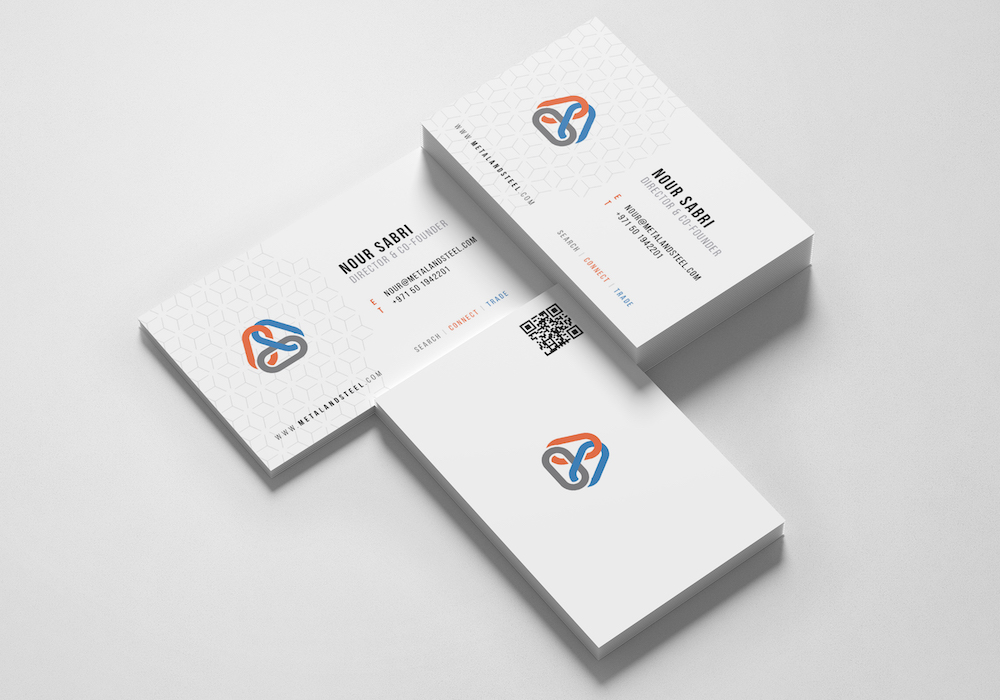 WWW.METALANDSTEEL.COM
NOUR SABRI
DIRECTOR & CO-FOUNDER
E NOUR@METALANDSTEEL.COM
T +971 50 1942201
SEARCH | CONNECT | TRADE
NOUR SABRI
DIRECTOR & CO-FOUNDER
E NOUR@METALANDSTEEL.COM
T +971 50 1942201
SEARCH | CONNECT | TRADE
WWW.METALANDSTEEL.COM